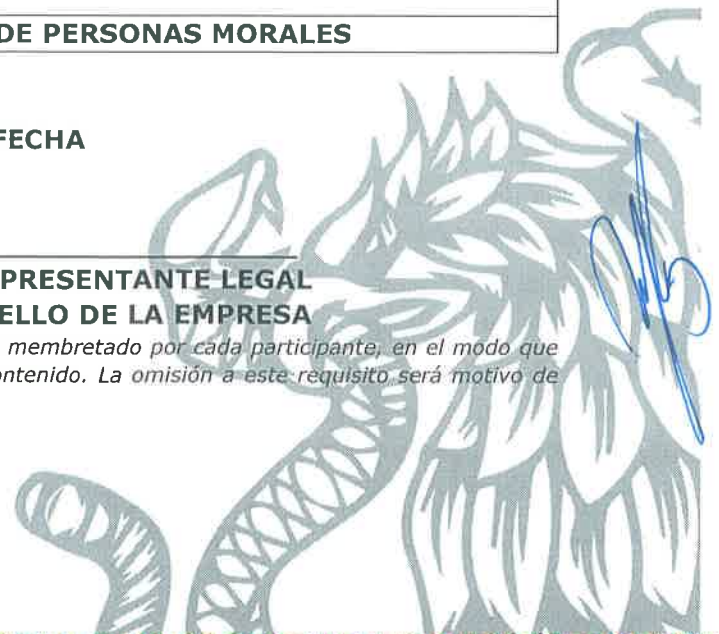 DE PERSONAS MORALES
FECHA
PRESENTANTE LEGAL
ELLO DE LA EMPRESA
membretado por cada participante, en el modo que
ontenido. La omisión a este requisito será motivo de